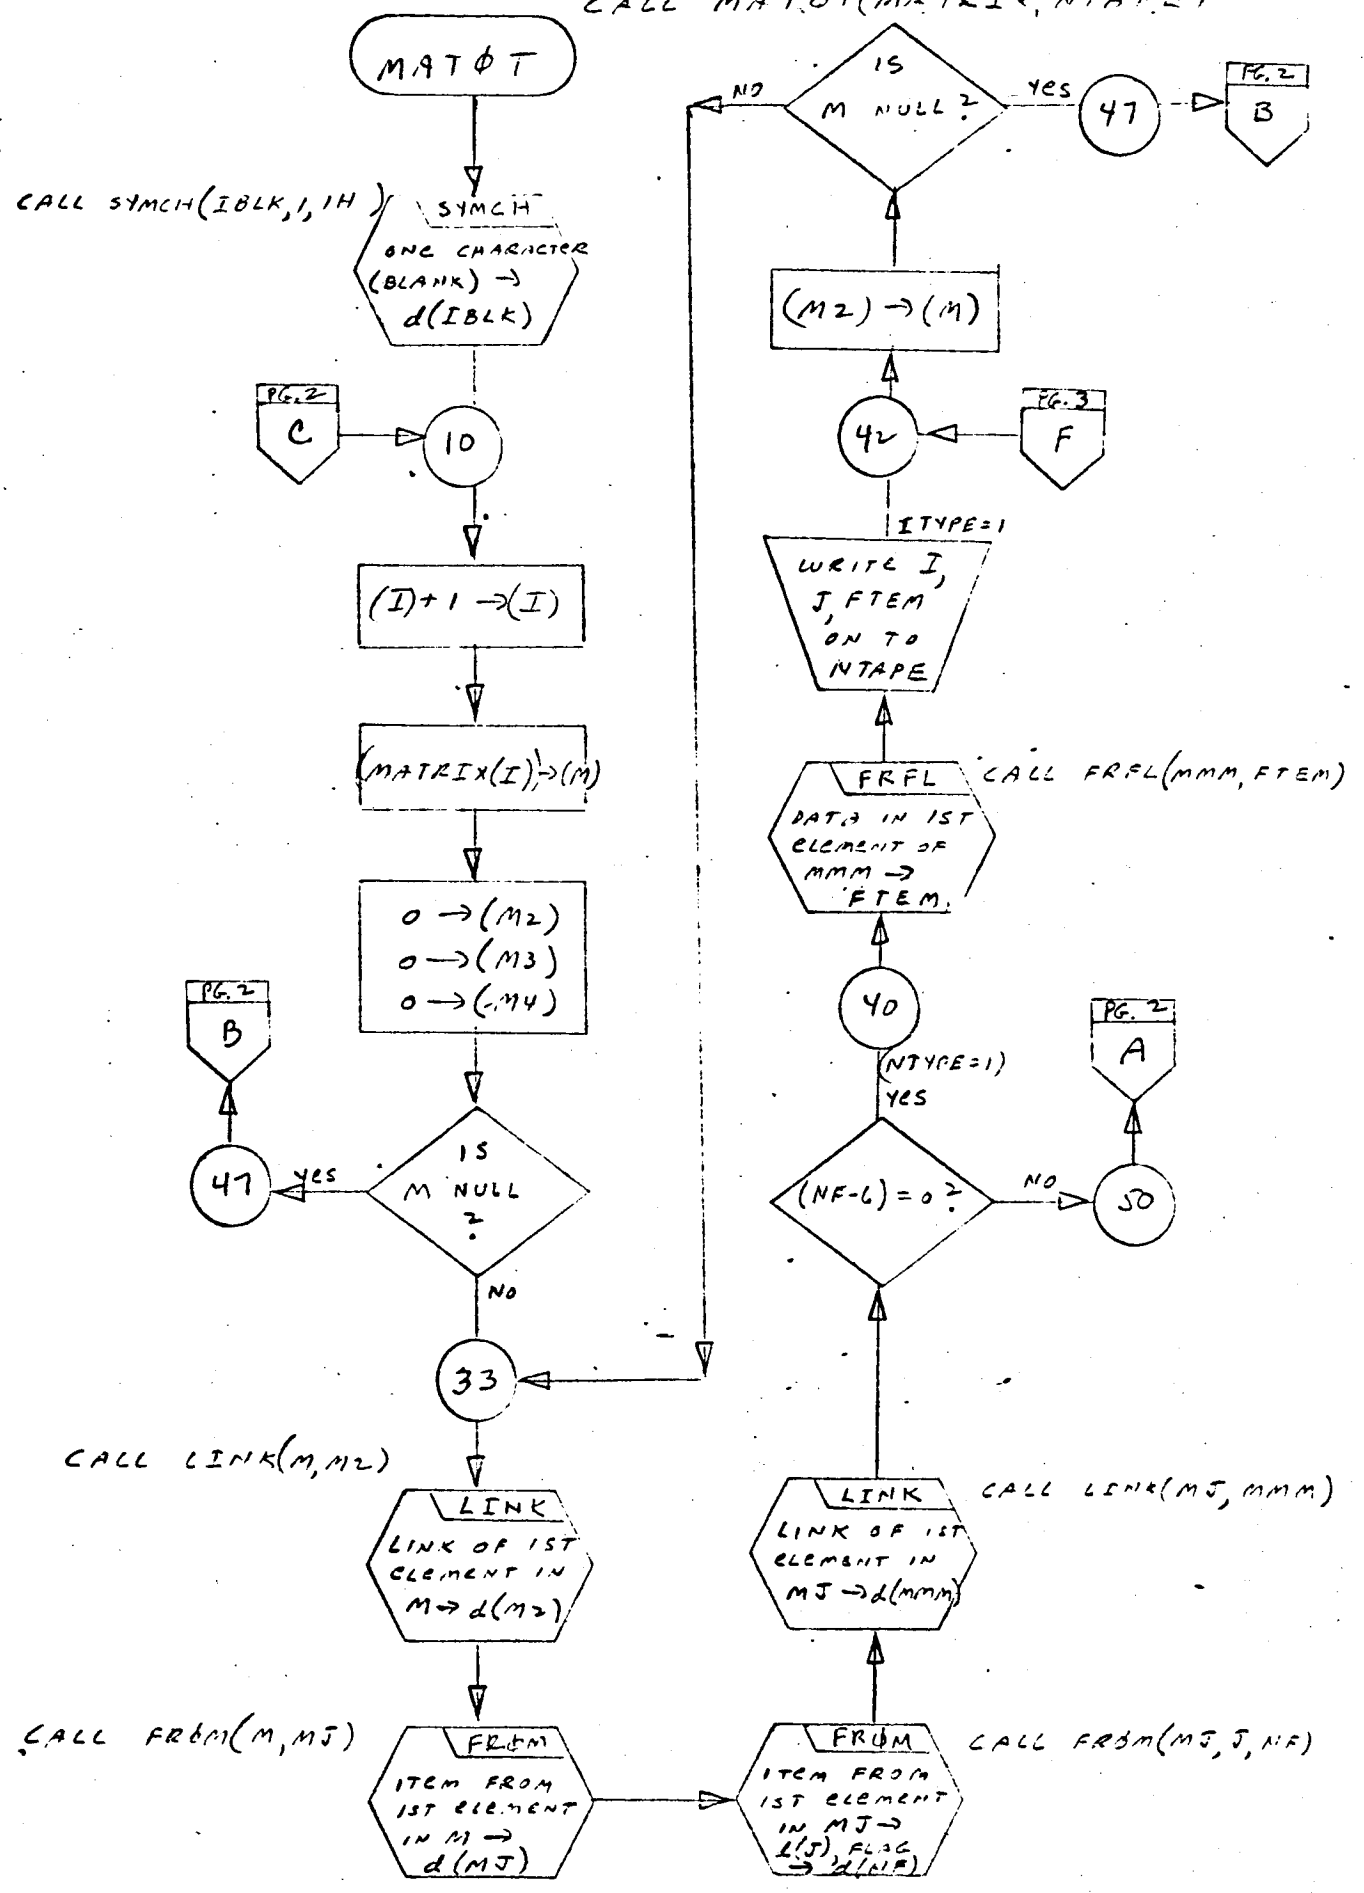 CALL MATOT(MATRIX, NTAPE)
MATØT
CALL SYMCH(IBLK,1,1H )
SYMCH
ONE CHARACTER
(BLANK) →
d(IBLK)
PG. 2
C
10
(I)+1 →(I)
(MATRIX(I))→(M)
0 →(M2)
0 →(M3)
0 →(M4)
PG. 2
B
IS
M NULL
?
yes
47
NO
33
CALL LINK(M,M2)
LINK
LINK OF 1ST
ELEMENT IN
M→ d(M2)
CALL FRØM(M,MJ)
FRØM
ITEM FROM
1ST ELEMENT
IN M →
d(MJ)
FRØM
CALL FRØM(MJ, J, NF)
ITEM FROM
1ST ELEMENT
IN MJ→
d(J), FLAG
→ d(NF)
LINK
CALL LINK(MJ, MMM)
LINK OF 1ST
ELEMENT IN
MJ →d(MMM)
(NF-6) = 0 ?
NO
50
PG. 2
A
yes
(NTYPE=1)
40
FRFL
CALL FRFL(MMM, FTEM)
DATA IN 1ST
ELEMENT OF
MMM →
FTEM.
WRITE I,
J, FTEM
ON TO
NTAPE
ITYPE=1
42
PG. 3
F
(M2)→(M)
IS
M NULL ?
NO
yes
47
PG. 2
B